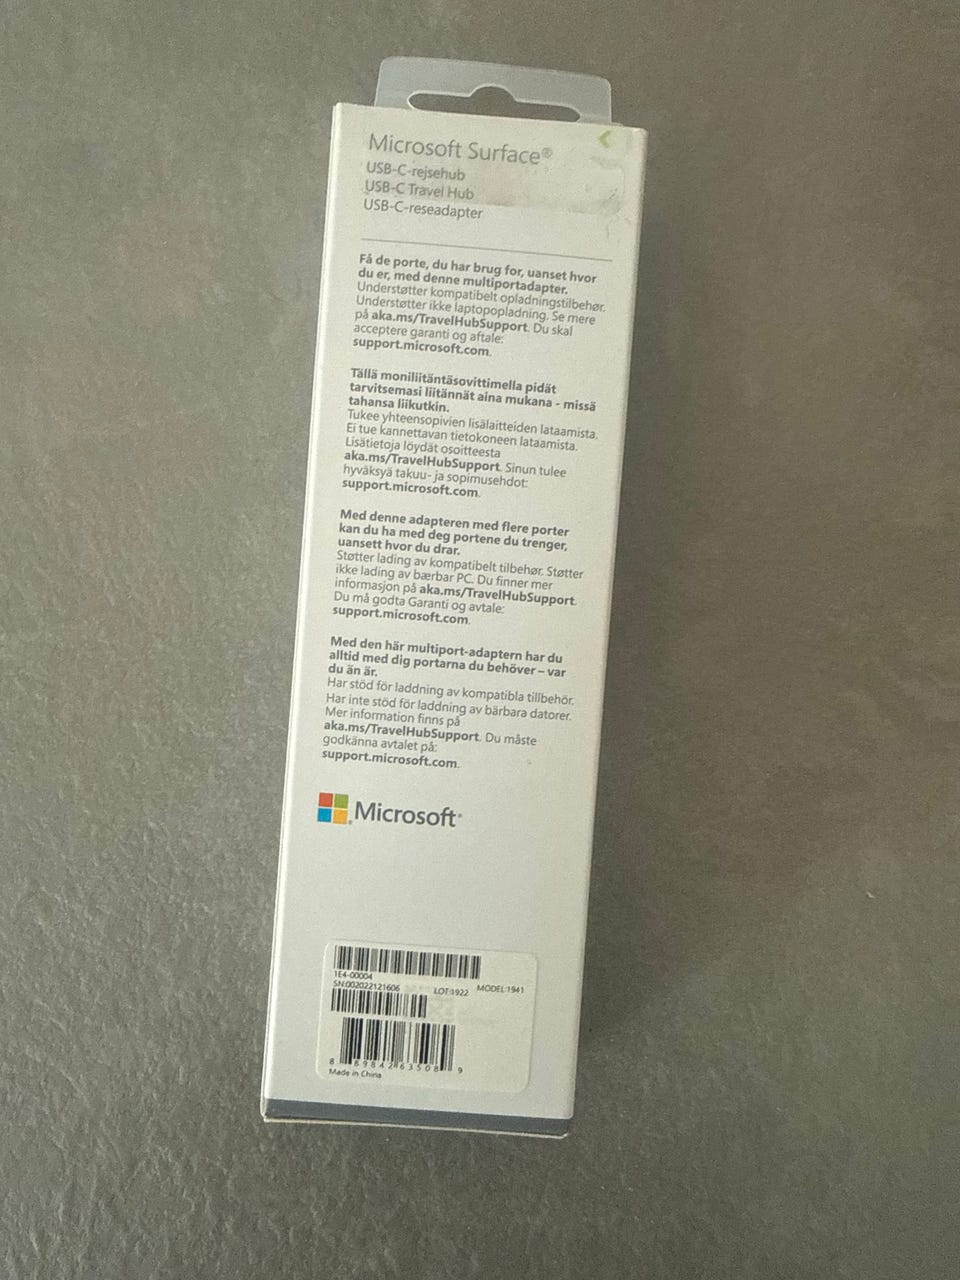 Microsoft Surface®
USB-C-rejsehub
USB-C Travel Hub
USB-C-reseadapter
Få de porte, du har brug for, uanset hvor
du er, med denne multiportadapter.
Understøtter kompatibelt opladningstilbehør.
Understøtter ikke laptopopladning. Se mere
på aka.ms/TravelHubSupport. Du skal
acceptere garanti og aftale:
support.microsoft.com.
Tällä moniliitäntäsovittimella pidät
tarvitsemasi liitännät aina mukana - missä
tahansa liikutkin.
Tukee yhteensopivien lisälaitteiden lataamista.
Ei tue kannettavan tietokoneen lataamista.
Lisätietoja löydät osoitteesta
aka.ms/TravelHubSupport. Sinun tulee
hyväksyä takuu- ja sopimusehdot:
support.microsoft.com.
Med denne adapteren med flere porter
kan du ha med deg portene du trenger,
uansett hvor du drar.
Støtter lading av kompatibelt tilbehør. Støtter
ikke lading av bærbar PC. Du finner mer
informasjon på aka.ms/TravelHubSupport.
Du må godta Garanti og avtale:
support.microsoft.com.
Med den här multiport-adaptern har du
alltid med dig portarna du behöver – var
du än är.
Har stöd för laddning av kompatibla tillbehör.
Har inte stöd för laddning av bärbara datorer.
Mer information finns på
aka.ms/TravelHubSupport. Du måste
godkänna avtalet på:
support.microsoft.com.
Microsoft
1E4-00004
SN:002022121606 LOT:1922 MODEL:1941
8 89842 63508 9
Made in China